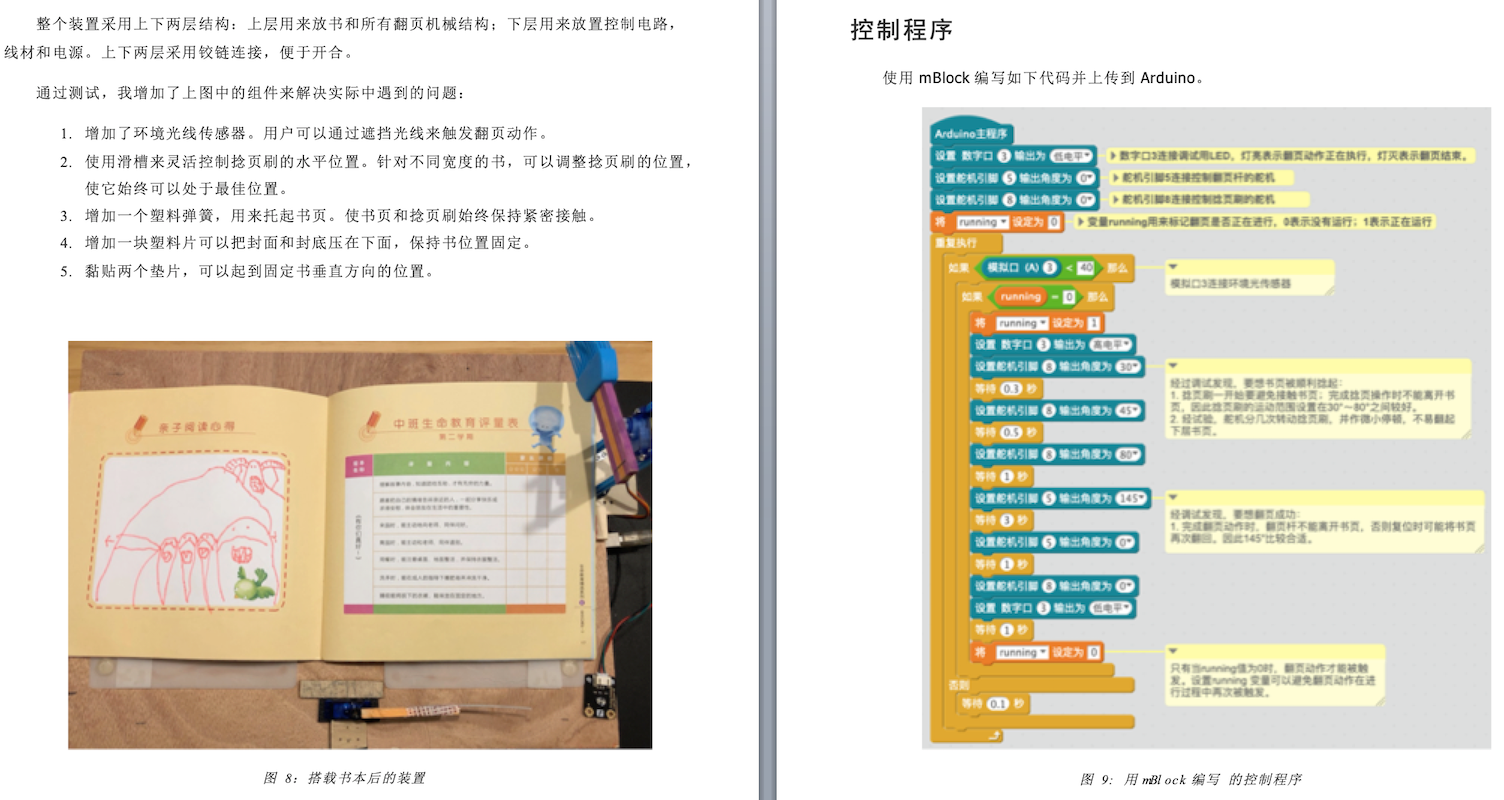 整个装置采用上下两层结构：上层用来放书和所有翻页机械结构；下层用来放置控制电路，
线材和电源。上下两层采用铰链连接，便于开合。
通过测试，我增加了上图中的组件来解决实际中遇到的问题：
1. 增加了环境光线传感器。用户可以通过遮挡光线来触发翻页动作。
2. 使用滑槽来灵活控制捻页刷的水平位置。针对不同宽度的书，可以调整捻页刷的位置，
使它始终可以处于最佳位置。
3. 增加一个塑料弹簧，用来托起书页。使书页和捻页刷始终保持紧密接触。
4. 增加一块塑料片可以把封面和封底压在下面，保持书位置固定。
5. 黏贴两个垫片，可以起到固定书垂直方向的位置。
亲子阅读心得
中班生命教育评量表
第二学期
图 8：搭载书本后的装置
控制程序
使用 mBlock 编写如下代码并上传到 Arduino。
Arduino主程序
设置 数字口 3 输出为 低电平 数字口3连接调试用LED，灯亮表示翻页动作正在执行，灯灭表示翻页结束。
设置舵机引脚 5 输出角度为 0 舵机引脚5连接控制翻页杆的舵机
设置舵机引脚 8 输出角度为 0 舵机引脚8连接控制捻页刷的舵机
将 running 设定为 0 变量running用来标记翻页是否正在进行，0表示没有运行；1表示正在运行
重复执行
如果 模拟口 (A) 3 < 40 那么
模拟口3连接环境光传感器
如果 running = 0 那么
将 running 设定为 1
设置 数字口 3 输出为 高电平
设置舵机引脚 8 输出角度为 30
等待 0.3 秒
设置舵机引脚 8 输出角度为 45
等待 0.5 秒
设置舵机引脚 8 输出角度为 80
等待 1 秒
经过调试发现，要想书页被顺利捻起：
1. 捻页刷一开始要避免接触书页；完成捻页操作时不能离开书
页，因此捻页刷的运动范围设置在30°～80°之间较好。
2. 经试验，舵机分几次转动捻页刷，并作微小停顿，不易翻起
下层书页。
设置舵机引脚 5 输出角度为 145
等待 3 秒
设置舵机引脚 5 输出角度为 0
经调试发现，要想翻页成功：
1. 完成翻页动作时，翻页杆不能离开书页，否则复位时可能将书页
再次翻回。因此145°比较合适。
等待 1 秒
设置舵机引脚 8 输出角度为 0
设置 数字口 3 输出为 低电平
等待 1 秒
将 running 设定为 0
只有当running值为0时，翻页动作才能被触
发。设置running 变量可以避免翻页动作在进
行过程中再次被触发。
否则
等待 0.1 秒
图 9: 用 mBlock 编写 的控制程序